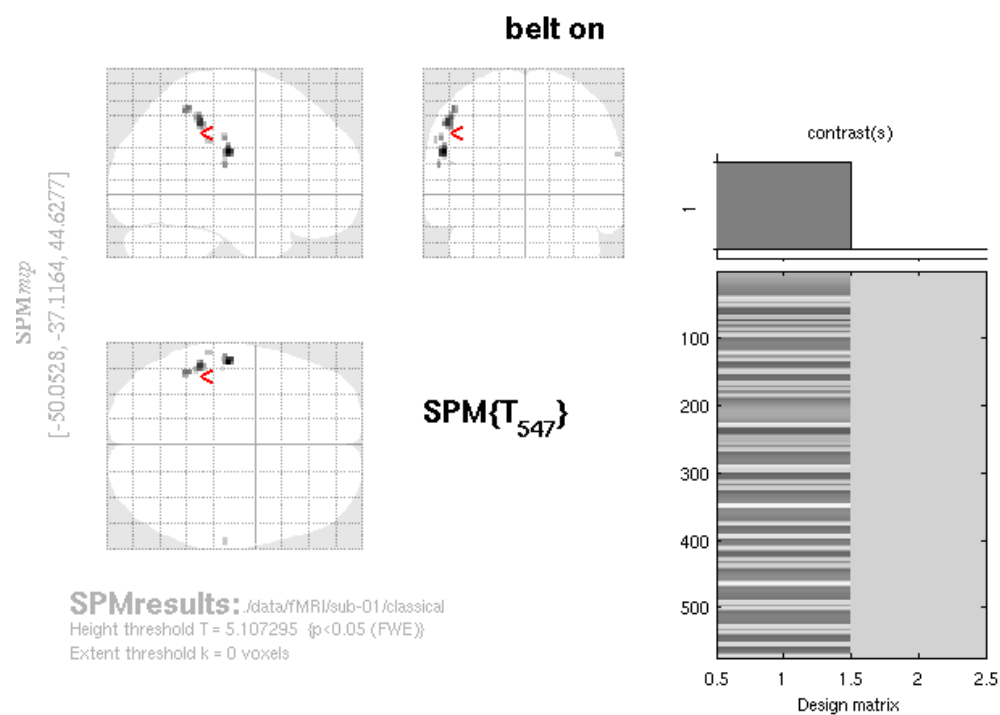 belt on
SPMmip
[-50.0528, -37.1164, 44.6277]
<
<
<
SPM{T547}
contrast(s)
1
100
200
300
400
500
0.5 1 1.5 2 2.5
Design matrix
SPMresults: ./data/fMRI/sub-01/classical
Height threshold T = 5.107295 {p<0.05 (FWE)}
Extent threshold k = 0 voxels